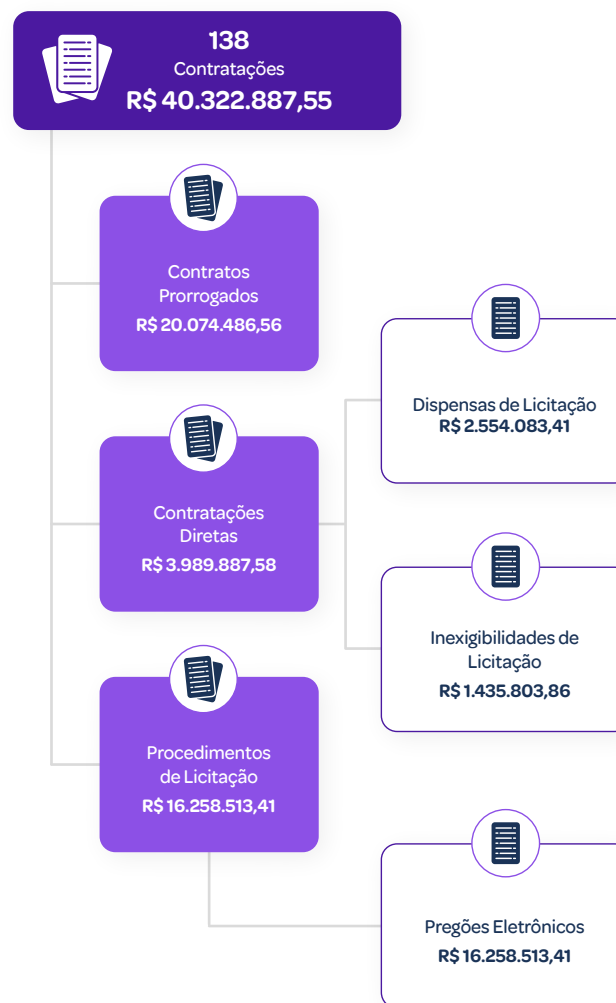 138
Contratações
R$ 40.322.887,55
Contratos
Prorrogados
R$ 20.074.486,56
Contratações
Diretas
R$ 3.989.887,58
Dispensas de Licitação
R$ 2.554.083,41
Inexigibilidades de
Licitação
R$ 1.435.803,86
Procedimentos
de Licitação
R$ 16.258.513,41
Pregões Eletrônicos
R$ 16.258.513,41